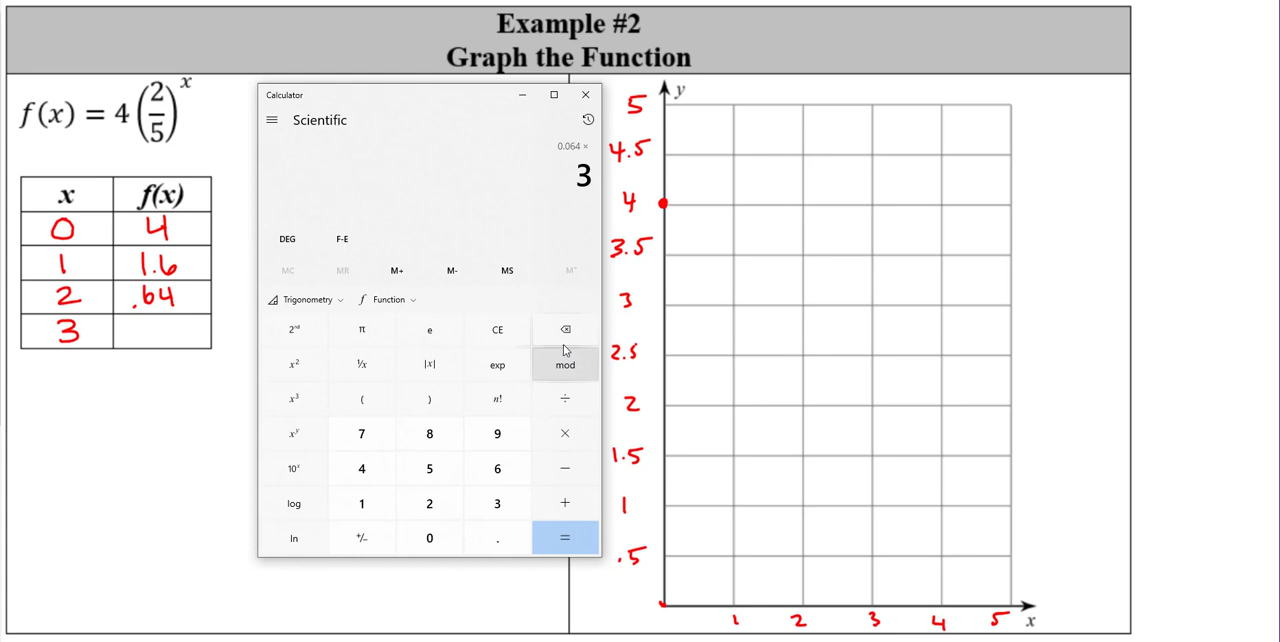 Example #2
Graph the Function
f(x) = 4(2/5)^x
x f(x)
0 4
1 1.6
2 .64
3
Calculator
Scientific
0.064 ×
3
DEG F-E
MC MR M+ M- MS M˅
Trigonometry f Function
2ⁿᵈ π e CE
x² ¹/x |x| exp mod
x³ ( ) n! ÷
xʸ 7 8 9 ×
10ˣ 4 5 6 −
log 1 2 3 +
ln +/− 0 . =
y
5
4.5
4
3.5
3
2.5
2
1.5
1
.5
1 2 3 4 5 x